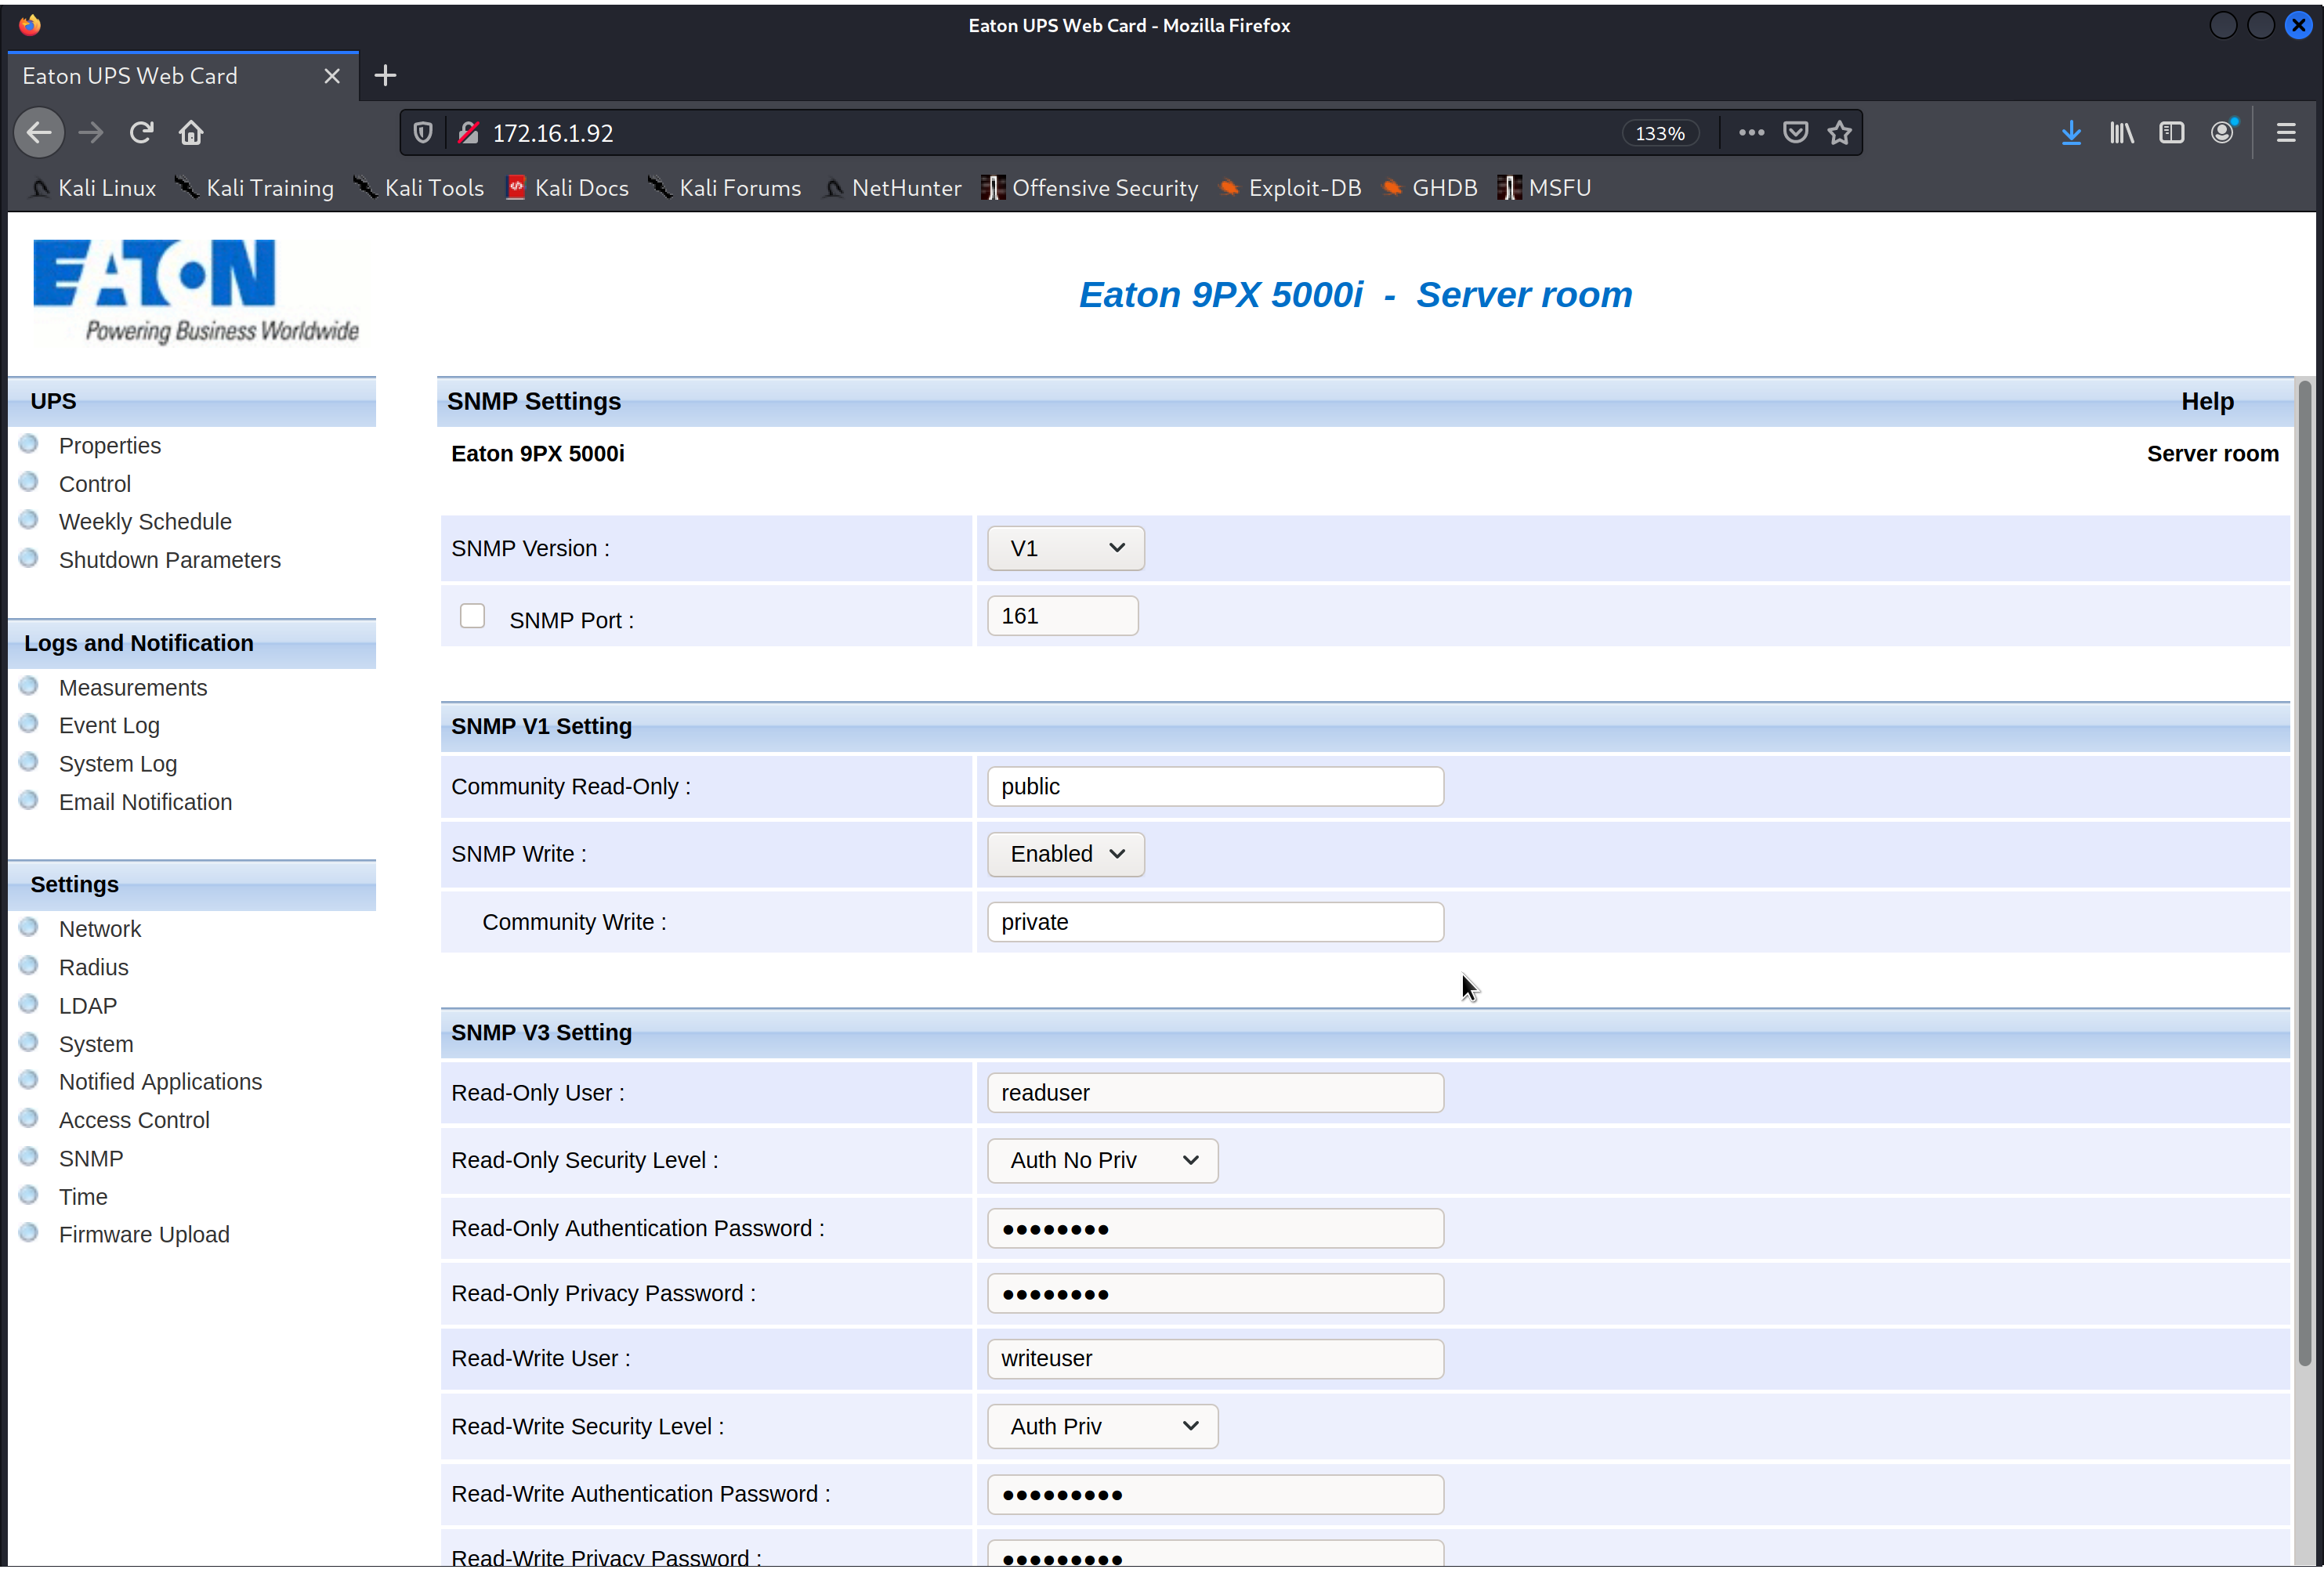 Eaton UPS Web Card - Mozilla Firefox
Eaton UPS Web Card
172.16.1.92
133%
Kali Linux Kali Training Kali Tools Kali Docs Kali Forums NetHunter Offensive Security Exploit-DB GHDB MSFU
EATON
Powering Business Worldwide
Eaton 9PX 5000i - Server room
UPS
Properties
Control
Weekly Schedule
Shutdown Parameters
Logs and Notification
Measurements
Event Log
System Log
Email Notification
Settings
Network
Radius
LDAP
System
Notified Applications
Access Control
SNMP
Time
Firmware Upload
SNMP Settings Help
Eaton 9PX 5000i Server room
SNMP Version : V1
SNMP Port : 161
SNMP V1 Setting
Community Read-Only : public
SNMP Write : Enabled
Community Write : private
SNMP V3 Setting
Read-Only User : readuser
Read-Only Security Level : Auth No Priv
Read-Only Authentication Password : ●●●●●●●●
Read-Only Privacy Password : ●●●●●●●●
Read-Write User : writeuser
Read-Write Security Level : Auth Priv
Read-Write Authentication Password : ●●●●●●●●●
Read-Write Privacy Password : ●●●●●●●●●